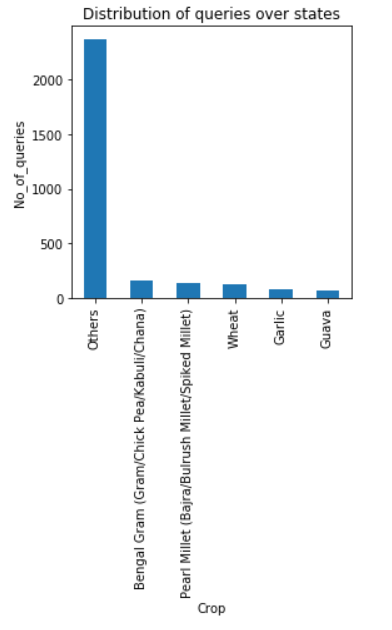 Distribution of queries over states
No_of_queries
2000
1500
1000
500
0
Others
Bengal Gram (Gram/Chick Pea/Kabuli/Chana)
Pearl Millet (Bajra/Bulrush Millet/Spiked Millet)
Wheat
Garlic
Guava
Crop